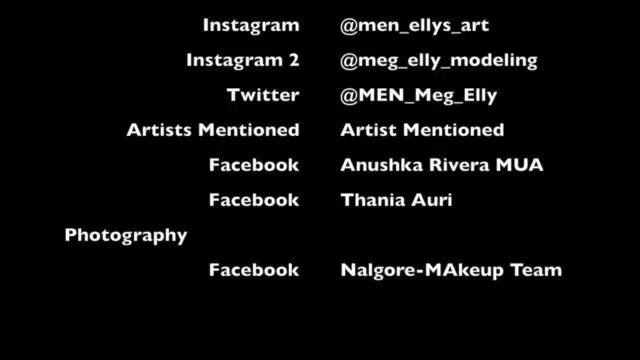 Instagram @men_ellys_art
Instagram 2 @meg_elly_modeling
Twitter @MEN_Meg_Elly
Artists Mentioned Artist Mentioned
Facebook Anushka Rivera MUA
Facebook Thania Auri
Photography
Facebook Nalgore-MAkeup Team